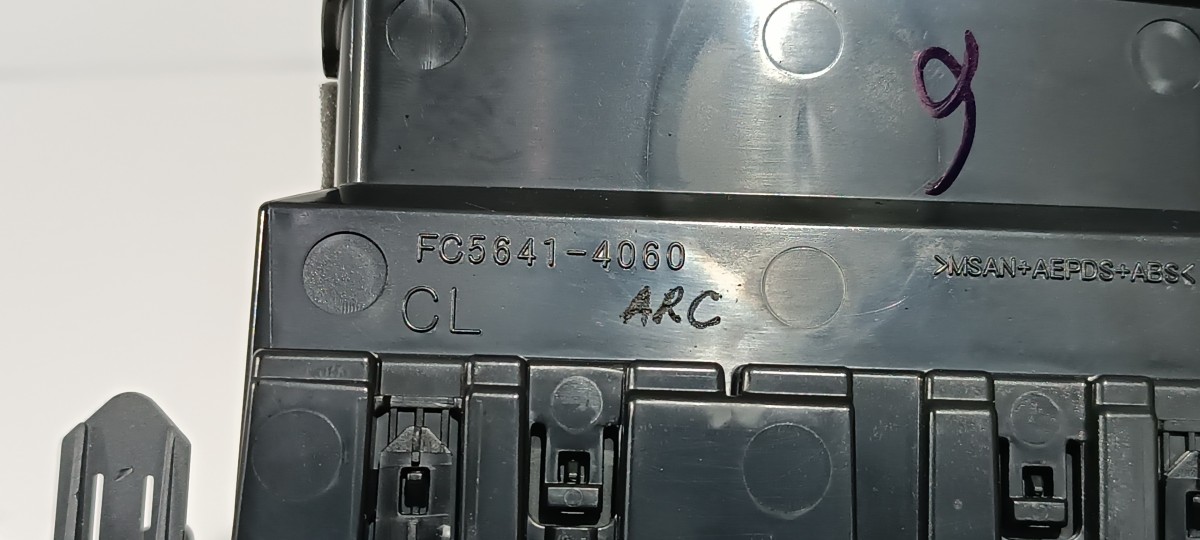 9
FC5641-4060
>MSAN+AEPDS+ABS<
CL
ARC